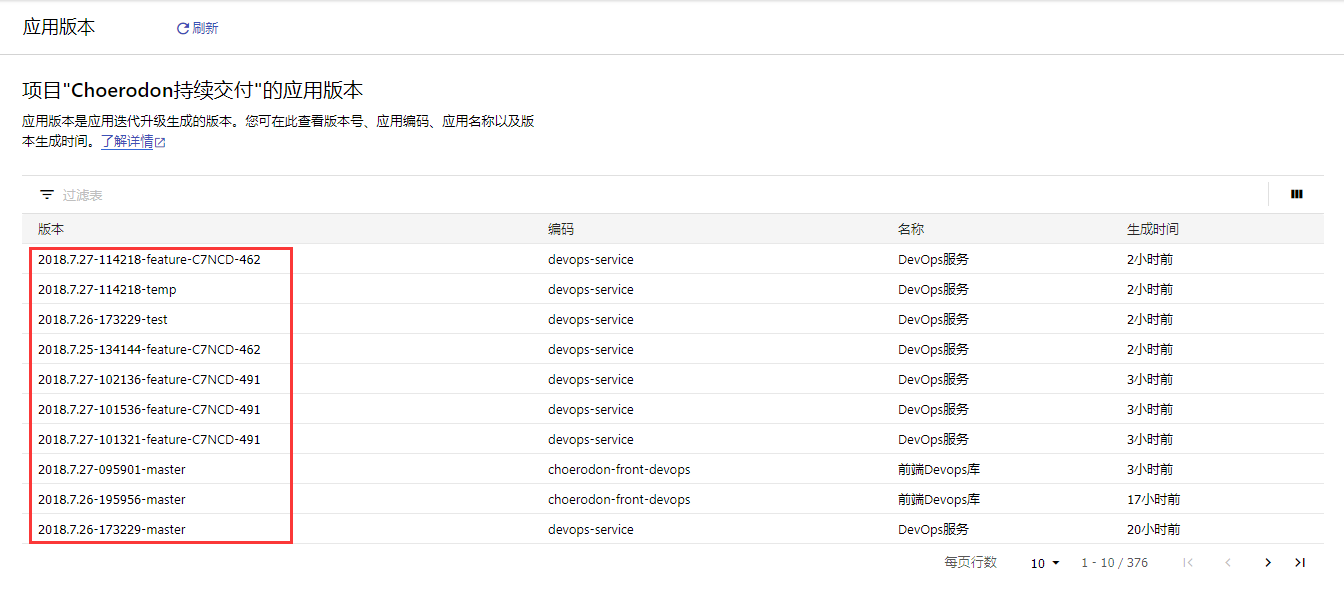 应用版本 刷新
项目"Choerodon持续交付"的应用版本
应用版本是应用迭代升级生成的版本。您可在此查看版本号、应用编码、应用名称以及版
本生成时间。了解详情
过滤表
版本 编码 名称 生成时间
2018.7.27-114218-feature-C7NCD-462 devops-service DevOps服务 2小时前
2018.7.27-114218-temp devops-service DevOps服务 2小时前
2018.7.26-173229-test devops-service DevOps服务 2小时前
2018.7.25-134144-feature-C7NCD-462 devops-service DevOps服务 2小时前
2018.7.27-102136-feature-C7NCD-491 devops-service DevOps服务 3小时前
2018.7.27-101536-feature-C7NCD-491 devops-service DevOps服务 3小时前
2018.7.27-101321-feature-C7NCD-491 devops-service DevOps服务 3小时前
2018.7.27-095901-master choerodon-front-devops 前端Devops库 3小时前
2018.7.26-195956-master choerodon-front-devops 前端Devops库 17小时前
2018.7.26-173229-master devops-service DevOps服务 20小时前
每页行数 10 1 - 10 / 376